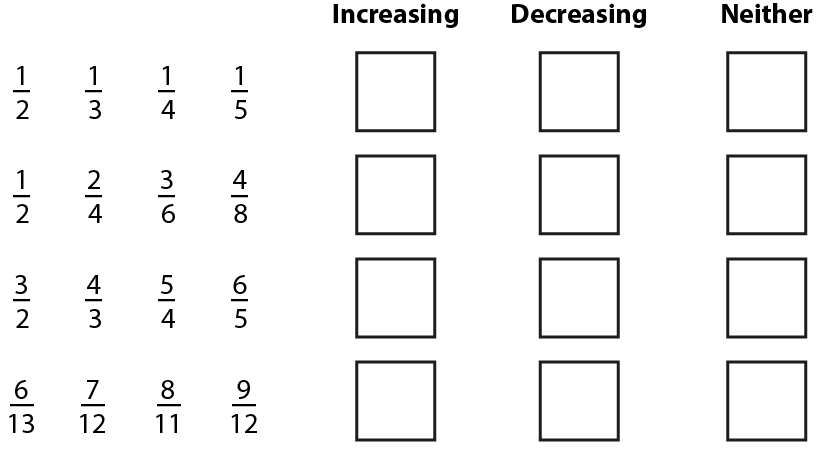 Increasing Decreasing Neither
1/2 1/3 1/4 1/5
1/2 2/4 3/6 4/8
3/2 4/3 5/4 6/5
6/13 7/12 8/11 9/12